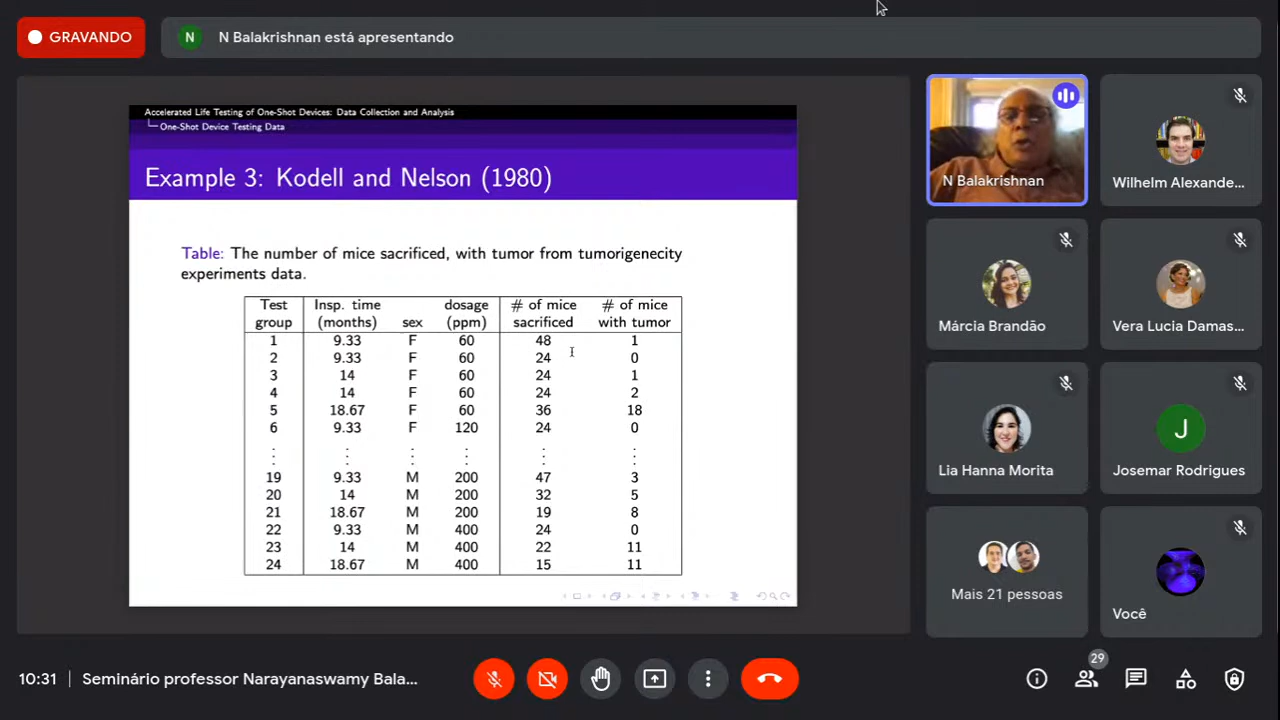 GRAVANDO
N
N Balakrishnan está apresentando
Accelerated Life Testing of One-Shot Devices: Data Collection and Analysis
One-Shot Device Testing Data
Example 3: Kodell and Nelson (1980)
Table: The number of mice sacrificed, with tumor from tumorigenecity
experiments data.
Test Insp. time dosage # of mice # of mice
group (months) sex (ppm) sacrificed with tumor
1 9.33 F 60 48 1
2 9.33 F 60 24 0
3 14 F 60 24 1
4 14 F 60 24 2
5 18.67 F 60 36 18
6 9.33 F 120 24 0
⋮ ⋮ ⋮ ⋮ ⋮ ⋮
19 9.33 M 200 47 3
20 14 M 200 32 5
21 18.67 M 200 19 8
22 9.33 M 400 24 0
23 14 M 400 22 11
24 18.67 M 400 15 11
N Balakrishnan
Wilhelm Alexande...
Márcia Brandão
Vera Lucia Damas...
Lia Hanna Morita
J
Josemar Rodrigues
Mais 21 pessoas
Você
10:31 | Seminário professor Narayanaswamy Bala...
29